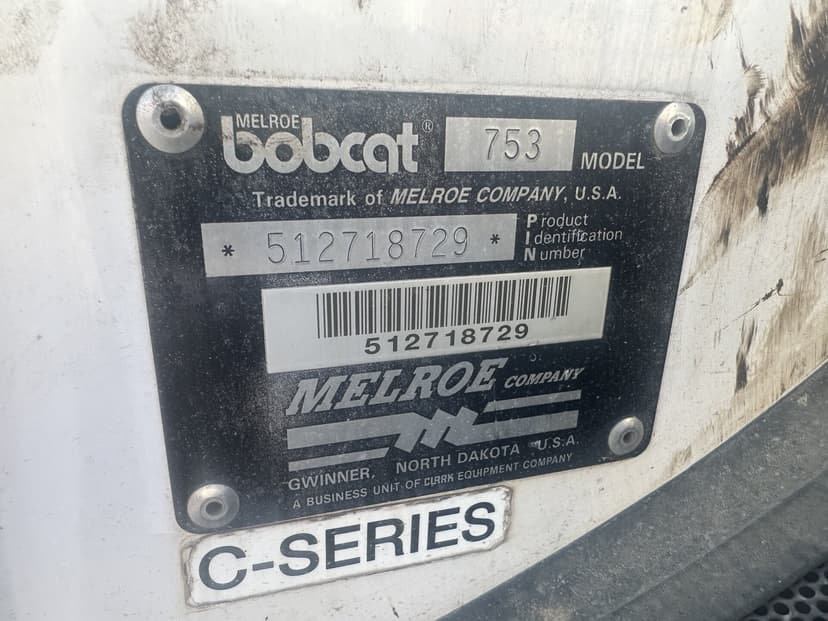 MELROE
bobcat® 753 MODEL
Trademark of MELROE COMPANY, U.S.A.
* 512718729 *
Product
Identification
Number
512718729
MELROE COMPANY
GWINNER, NORTH DAKOTA U.S.A.
A BUSINESS UNIT OF CLARK EQUIPMENT COMPANY
C-SERIES